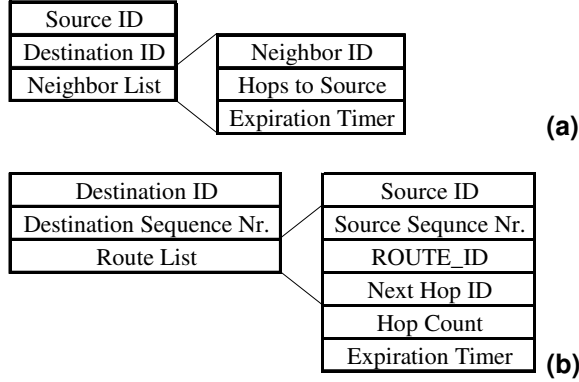 Source ID
Destination ID
Neighbor List
Neighbor ID
Hops to Source
Expiration Timer
(a)
Destination ID
Destination Sequence Nr.
Route List
Source ID
Source Sequnce Nr.
ROUTE_ID
Next Hop ID
Hop Count
Expiration Timer
(b)